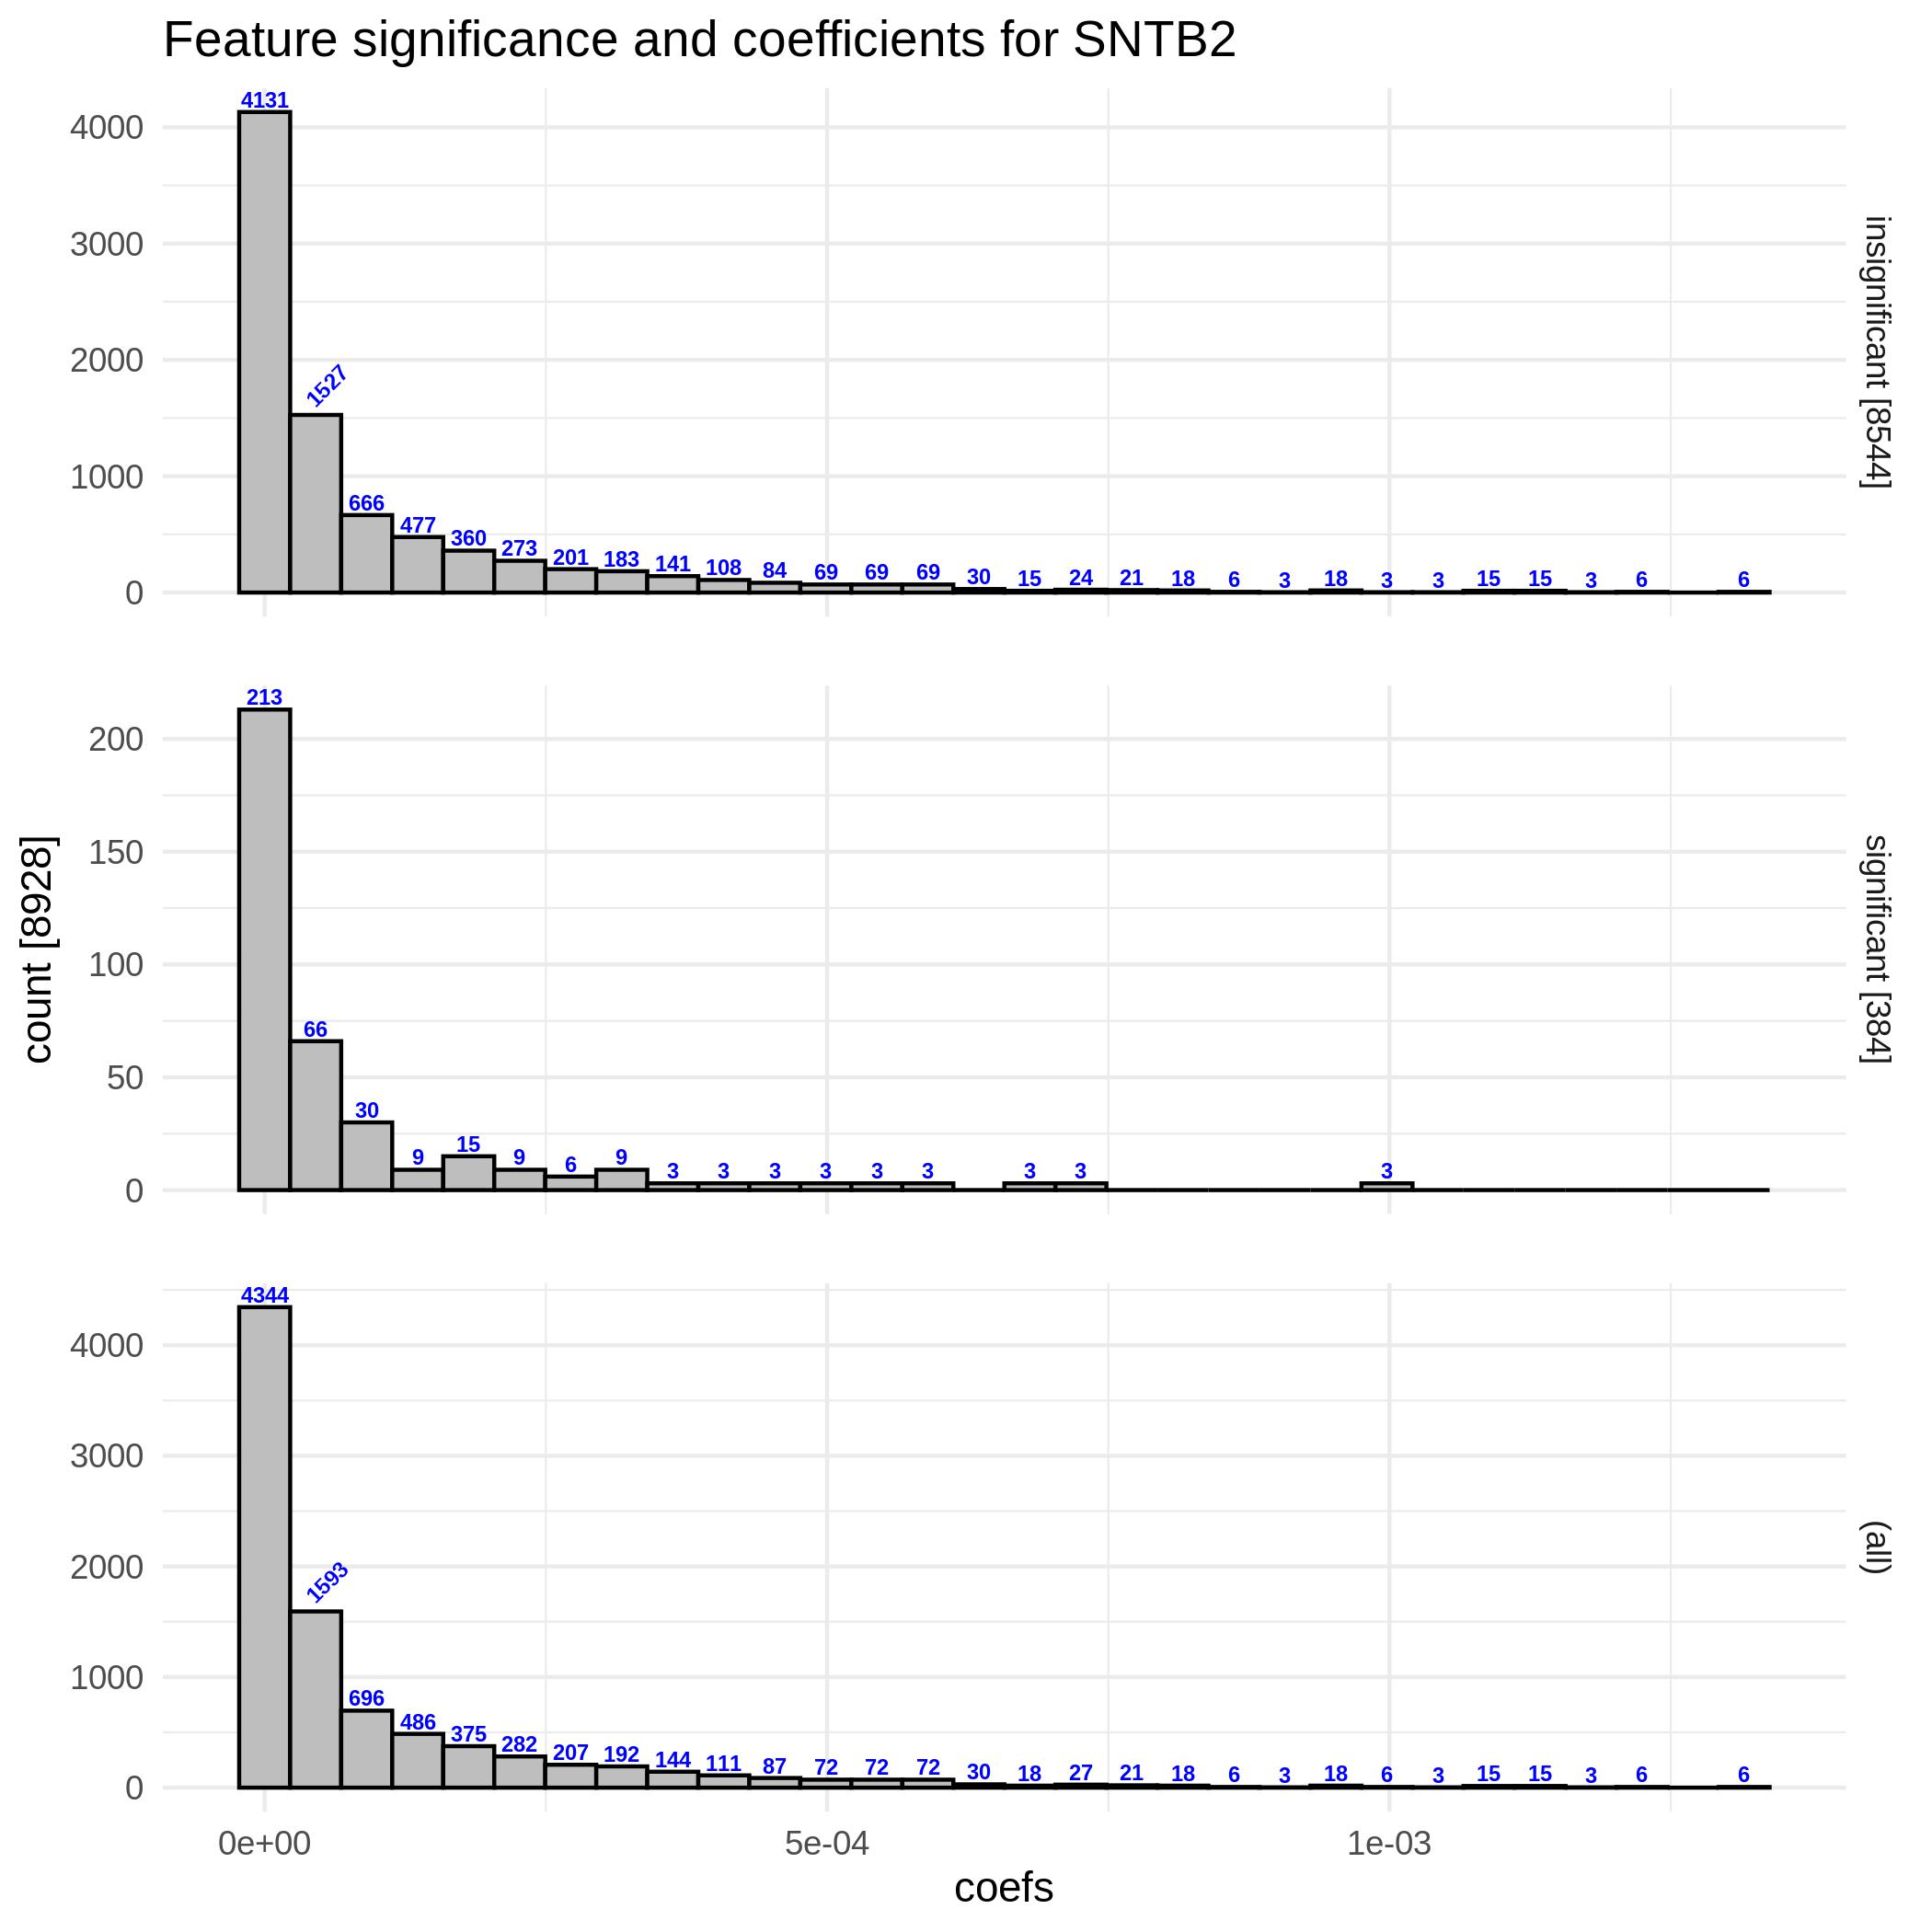 Feature significance and coefficients for SNTB2
count [8928]
insignificant [8544]
4000
3000
2000
1000
0
4131
1527
666 477 360 273 201 183 141 108 84 69 69 69 30 15 24 21 18 6 3 18 3 3 15 15 3 6 6
significant [384]
200
150
100
50
0
213
66
30
9 15 9 6 9 3 3 3 3 3 3 3 3 3
(all)
4000
3000
2000
1000
0
4344
1593
696 486 375 282 207 192 144 111 87 72 72 72 30 18 27 21 18 6 3 18 6 3 15 15 3 6 6
0e+00 5e-04 1e-03
coefs